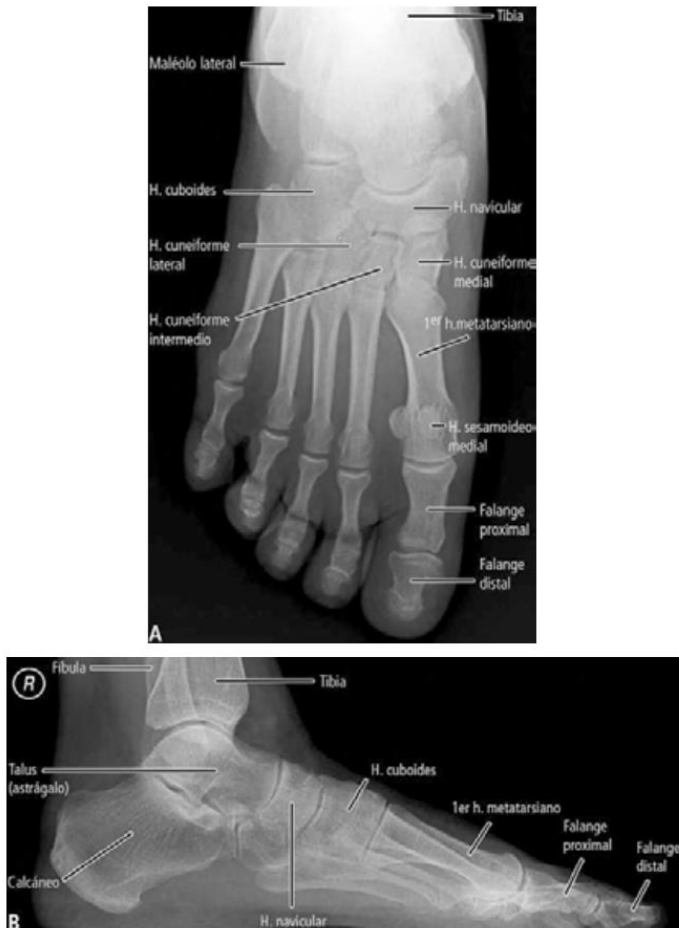 Tibia
Maléolo lateral
H. cuboides
H. navicular
H. cuneiforme
lateral
H. cuneiforme
medial
H. cuneiforme
intermedio
1er h.metatarsiano
H. sesamoideo
medial
Falange
proximal
Falange
distal
A
R
Fíbula
Tibia
Talus
(astrágalo)
H. cuboides
1er h. metatarsiano
Falange
proximal
Falange
distal
Calcáneo
H. navicular
B